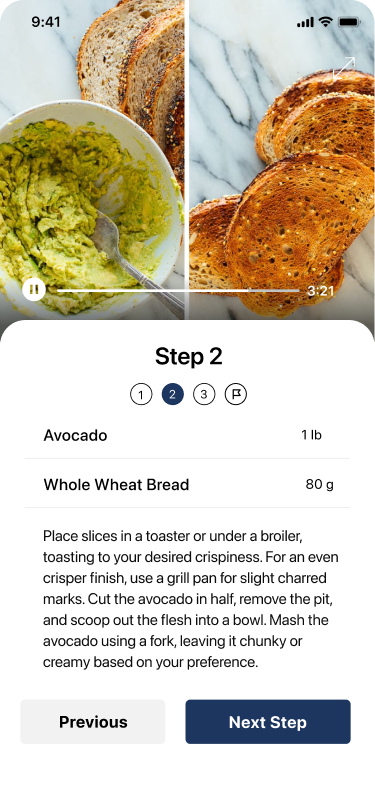 9:41
3:21
Step 2
1 2 3
Avocado 1 lb
Whole Wheat Bread 80 g
Place slices in a toaster or under a broiler,
toasting to your desired crispiness. For an even
crisper finish, use a grill pan for slight charred
marks. Cut the avocado in half, remove the pit,
and scoop out the flesh into a bowl. Mash the
avocado using a fork, leaving it chunky or
creamy based on your preference.
Previous Next Step